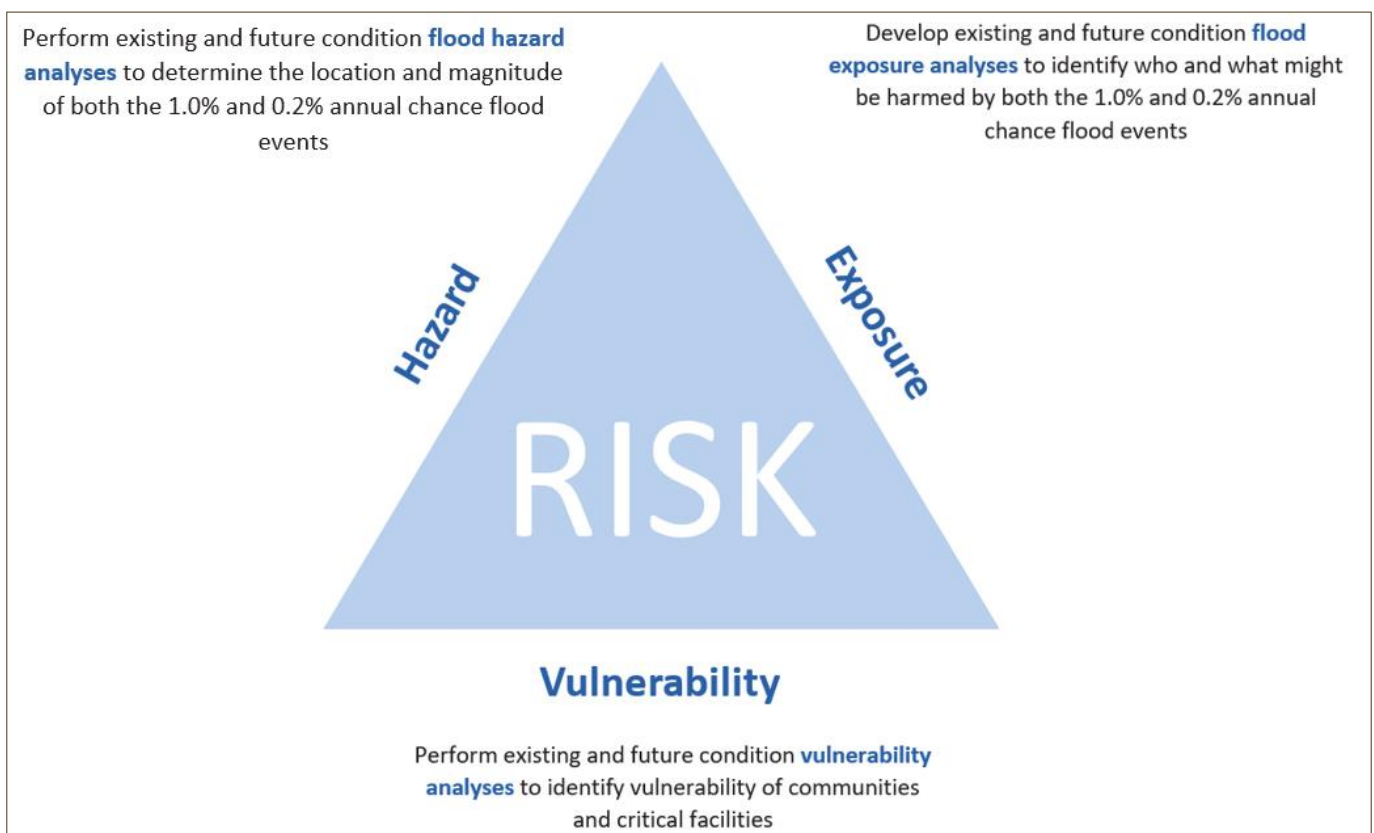 Perform existing and future condition flood hazard
analyses to determine the location and magnitude
of both the 1.0% and 0.2% annual chance flood
events
Develop existing and future condition flood
exposure analyses to identify who and what might
be harmed by both the 1.0% and 0.2% annual
chance flood events
Hazard
Exposure
RISK
Vulnerability
Perform existing and future condition vulnerability
analyses to identify vulnerability of communities
and critical facilities